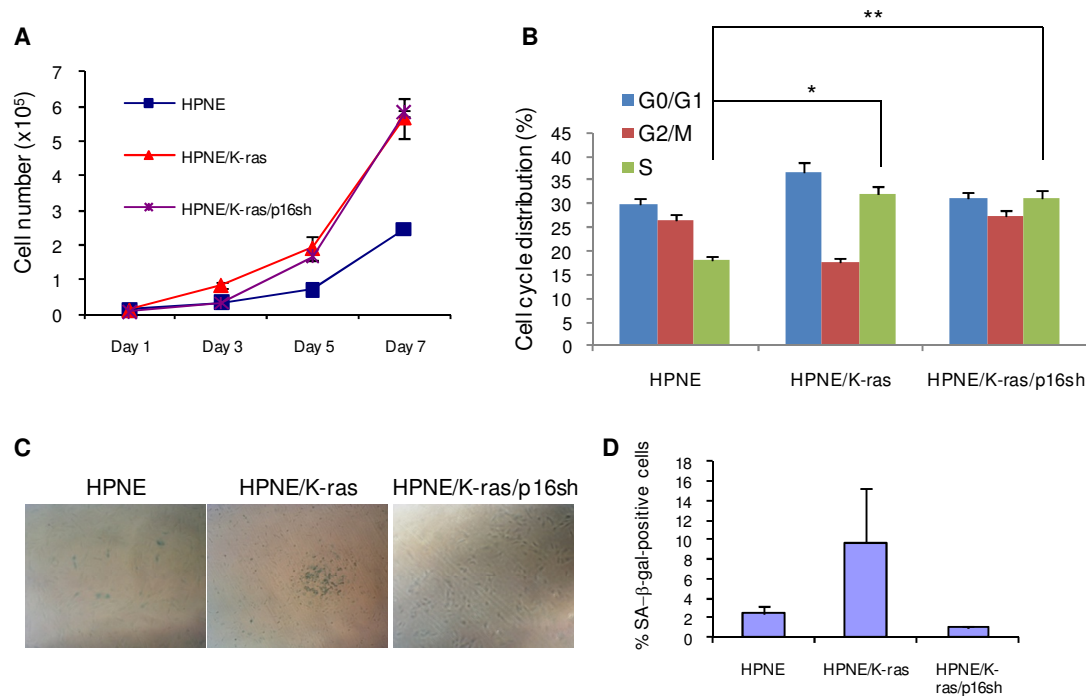 A
Cell number (x10⁵)
7
6
5
4
3
2
1
0
HPNE
HPNE/K-ras
HPNE/K-ras/p16sh
Day 1 Day 3 Day 5 Day 7
B
**
*
G0/G1
G2/M
S
Cell cycle distribution (%)
45
40
35
30
25
20
15
10
5
0
HPNE HPNE/K-ras HPNE/K-ras/p16sh
C
HPNE HPNE/K-ras HPNE/K-ras/p16sh
D
% SA-β-gal-positive cells
18
16
14
12
10
8
6
4
2
0
HPNE HPNE/K-ras HPNE/K-
ras/p16sh